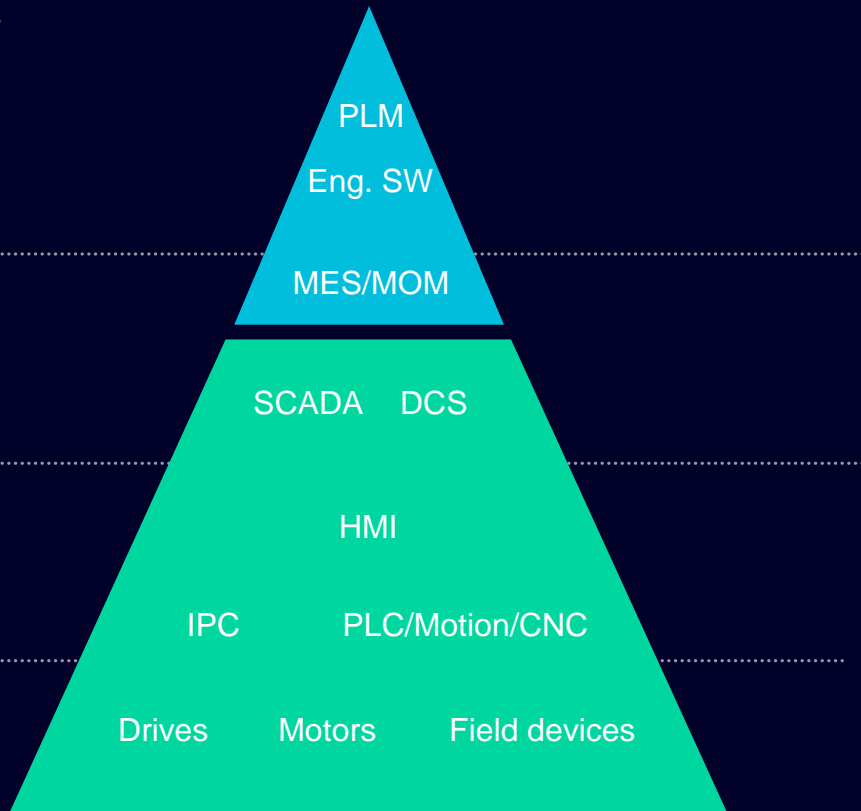 PLM
Eng. SW
MES/MOM
SCADA DCS
HMI
IPC PLC/Motion/CNC
Drives Motors Field devices